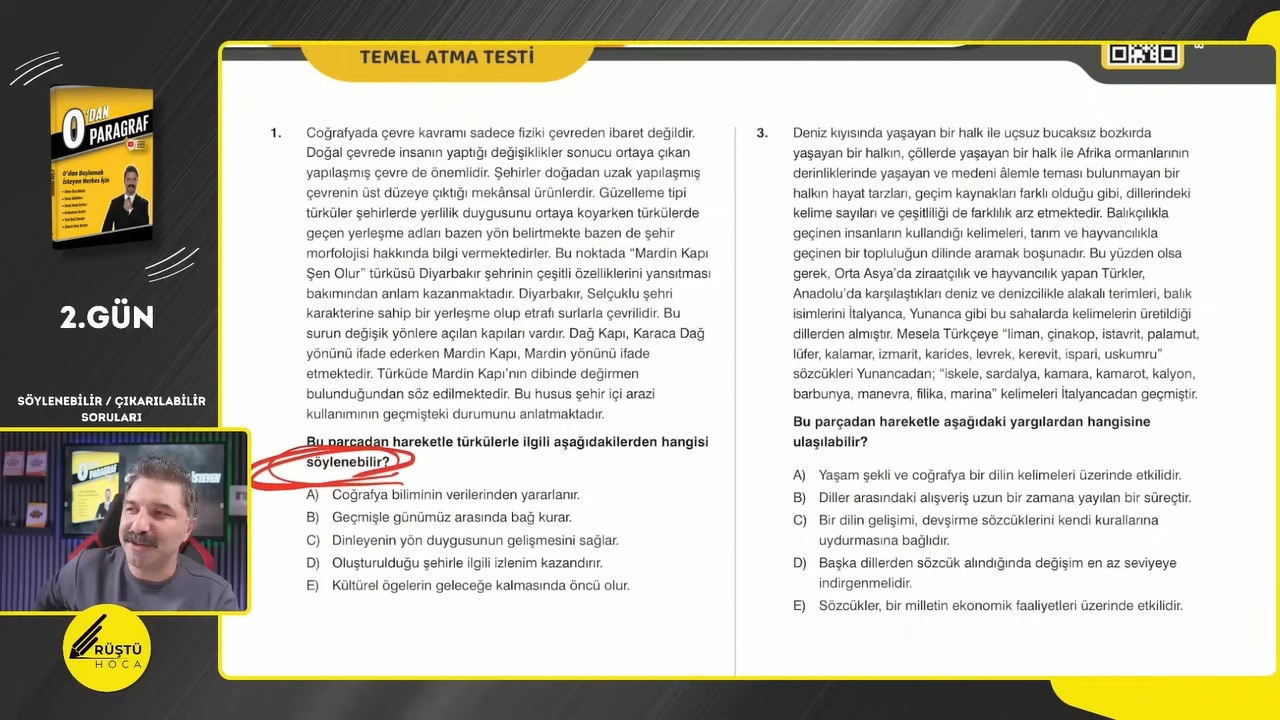 TEMEL ATMA TESTİ
0'DAN
PARAGRAF
0'dan Başlamak
İsteyen Herkes İçin
2.GÜN
SÖYLENEBİLİR / ÇIKARILABİLİR
SORULARI
RÜŞTÜ
HOCA
1. Coğrafyada çevre kavramı sadece fiziki çevreden ibaret değildir.
Doğal çevrede insanın yaptığı değişiklikler sonucu ortaya çıkan
yapılaşmış çevre de önemlidir. Şehirler doğadan uzak yapılaşmış
çevrenin üst düzeye çıktığı mekânsal ürünlerdir. Güzelleme tipi
türküler şehirlerde yerlilik duygusunu ortaya koyarken türkülerde
geçen yerleşme adları bazen yön belirtmekte bazen de şehir
morfolojisi hakkında bilgi vermektedirler. Bu noktada “Mardin Kapı
Şen Olur” türküsü Diyarbakır şehrinin çeşitli özelliklerini yansıtması
bakımından anlam kazanmaktadır. Diyarbakır, Selçuklu şehri
karakterine sahip bir yerleşme olup etrafı surlarla çevrilidir. Bu
surun değişik yönlere açılan kapıları vardır. Dağ Kapı, Karaca Dağ
yönünü ifade ederken Mardin Kapı, Mardin yönünü ifade
etmektedir. Türküde Mardin Kapı’nın dibinde değirmen
bulunduğundan söz edilmektedir. Bu husus şehir içi arazi
kullanımının geçmişteki durumunu anlatmaktadır.
Bu parçadan hareketle türkülerle ilgili aşağıdakilerden hangisi
söylenebilir?
A) Coğrafya biliminin verilerinden yararlanır.
B) Geçmişle günümüz arasında bağ kurar.
C) Dinleyenin yön duygusunun gelişmesini sağlar.
D) Oluşturulduğu şehirle ilgili izlenim kazandırır.
E) Kültürel ögelerin geleceğe kalmasında öncü olur.
3. Deniz kıyısında yaşayan bir halk ile uçsuz bucaksız bozkırda
yaşayan bir halkın, çöllerde yaşayan bir halk ile Afrika ormanlarının
derinliklerinde yaşayan ve medeni âlemle teması bulunmayan bir
halkın hayat tarzları, geçim kaynakları farklı olduğu gibi, dillerindeki
kelime sayıları ve çeşitliliği de farklılık arz etmektedir. Balıkçılıkla
geçinen insanların kullandığı kelimeleri, tarım ve hayvancılıkla
geçinen bir topluluğun dilinde aramak boşunadır. Bu yüzden olsa
gerek, Orta Asya’da ziraatçılık ve hayvancılık yapan Türkler,
Anadolu’da karşılaştıkları deniz ve denizcilikle alakalı terimleri, balık
isimlerini İtalyanca, Yunanca gibi bu sahalarda kelimelerin üretildiği
dillerden almıştır. Mesela Türkçeye “liman, çinakop, istavrit, palamut,
lüfer, kalamar, izmarit, karides, levrek, kerevit, ispari, uskumru”
sözcükleri Yunancadan; “iskele, sardalya, kamara, kamarot, kalyon,
barbunya, manevra, filika, marina” kelimeleri İtalyancadan geçmiştir.
Bu parçadan hareketle aşağıdaki yargılardan hangisine
ulaşılabilir?
A) Yaşam şekli ve coğrafya bir dilin kelimeleri üzerinde etkilidir.
B) Diller arasındaki alışveriş uzun bir zamana yayılan bir süreçtir.
C) Bir dilin gelişimi, devşirme sözcüklerini kendi kurallarına
uydurmasına bağlıdır.
D) Başka dillerden sözcük alındığında değişim en az seviyeye
indirgenmelidir.
E) Sözcükler, bir milletin ekonomik faaliyetleri üzerinde etkilidir.